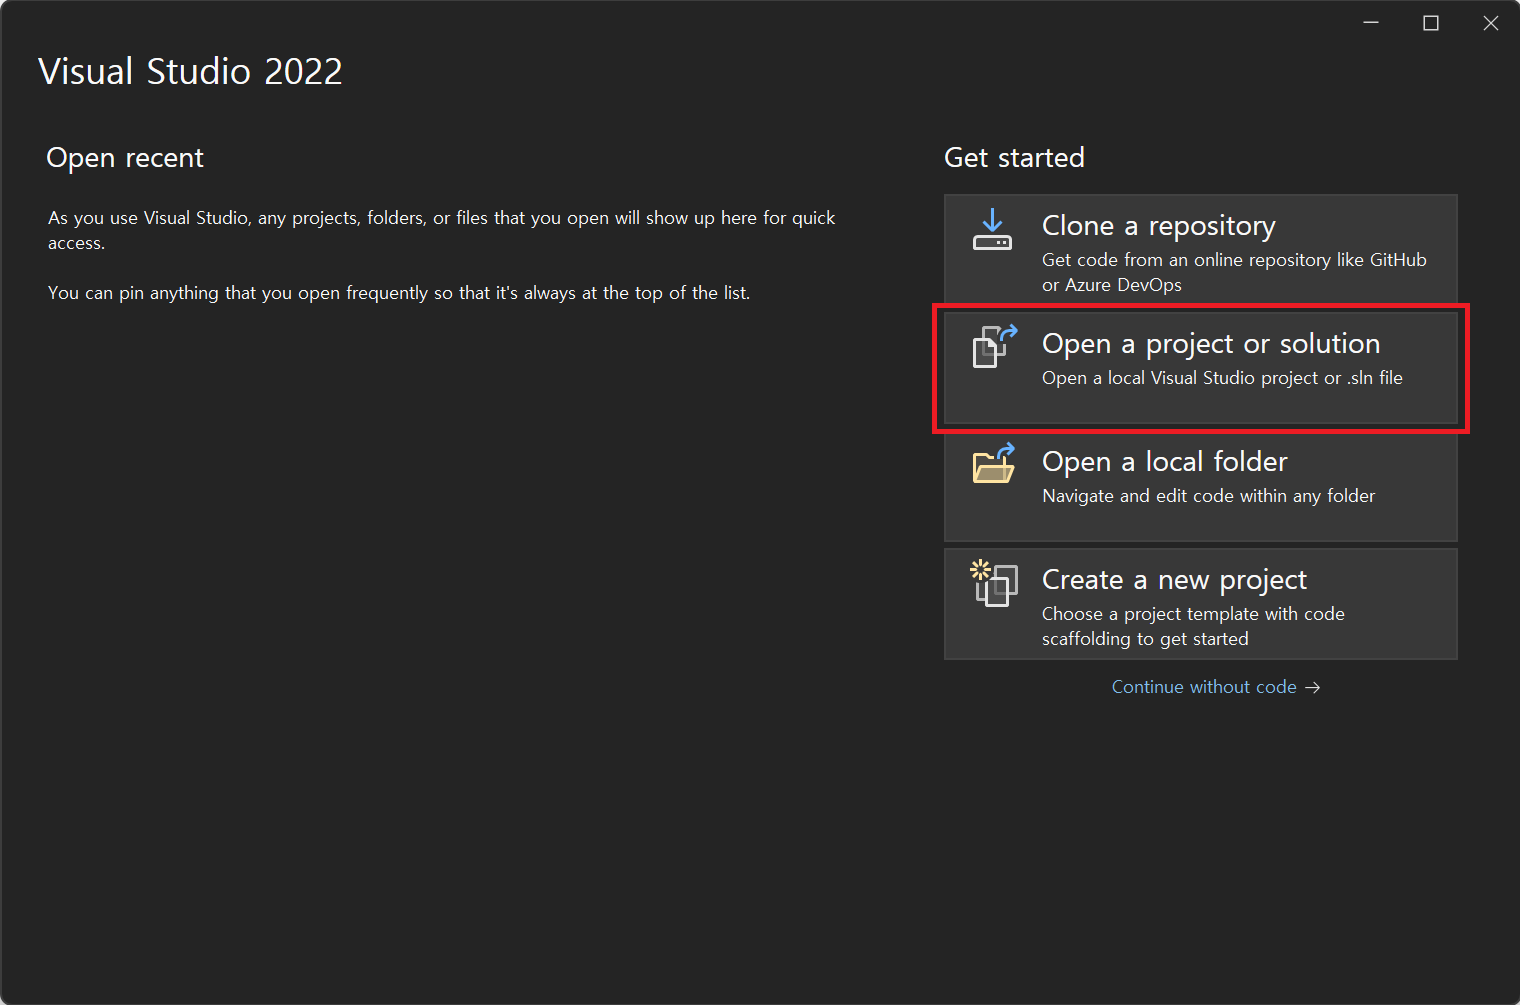 Visual Studio 2022
Open recent
As you use Visual Studio, any projects, folders, or files that you open will show up here for quick
access.
You can pin anything that you open frequently so that it's always at the top of the list.
Get started
Clone a repository
Get code from an online repository like GitHub
or Azure DevOps
Open a project or solution
Open a local Visual Studio project or .sln file
Open a local folder
Navigate and edit code within any folder
Create a new project
Choose a project template with code
scaffolding to get started
Continue without code →